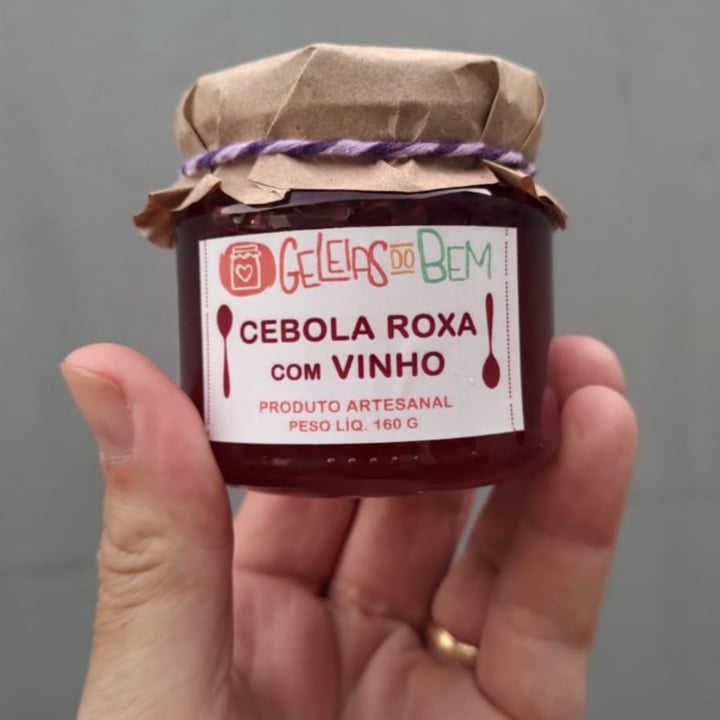 GELEIAS DO BEM
CEBOLA ROXA
COM VINHO
PRODUTO ARTESANAL
PESO LÍQ. 160 G